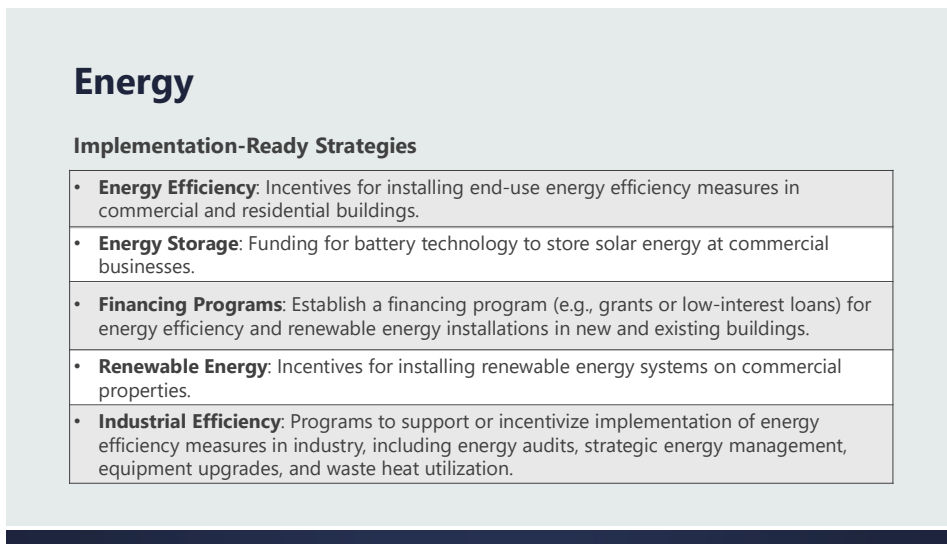 Energy
Implementation-Ready Strategies
• Energy Efficiency: Incentives for installing end-use energy efficiency measures in
commercial and residential buildings.
• Energy Storage: Funding for battery technology to store solar energy at commercial
businesses.
• Financing Programs: Establish a financing program (e.g., grants or low-interest loans) for
energy efficiency and renewable energy installations in new and existing buildings.
• Renewable Energy: Incentives for installing renewable energy systems on commercial
properties.
• Industrial Efficiency: Programs to support or incentivize implementation of energy
efficiency measures in industry, including energy audits, strategic energy management,
equipment upgrades, and waste heat utilization.